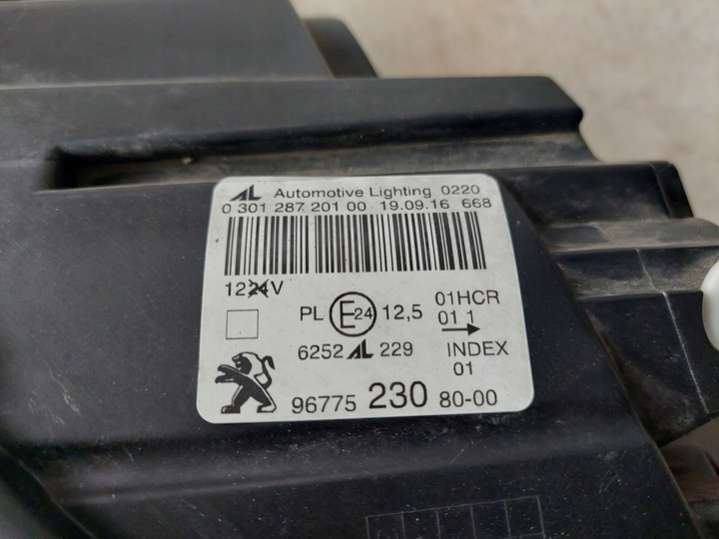 AL Automotive Lighting 0220
0 301 287 201 00 19.09.16 668
1224V
PL E24 12,5 01HCR
01 1 →
6252 AL 229 INDEX
01
96775 230 80-00